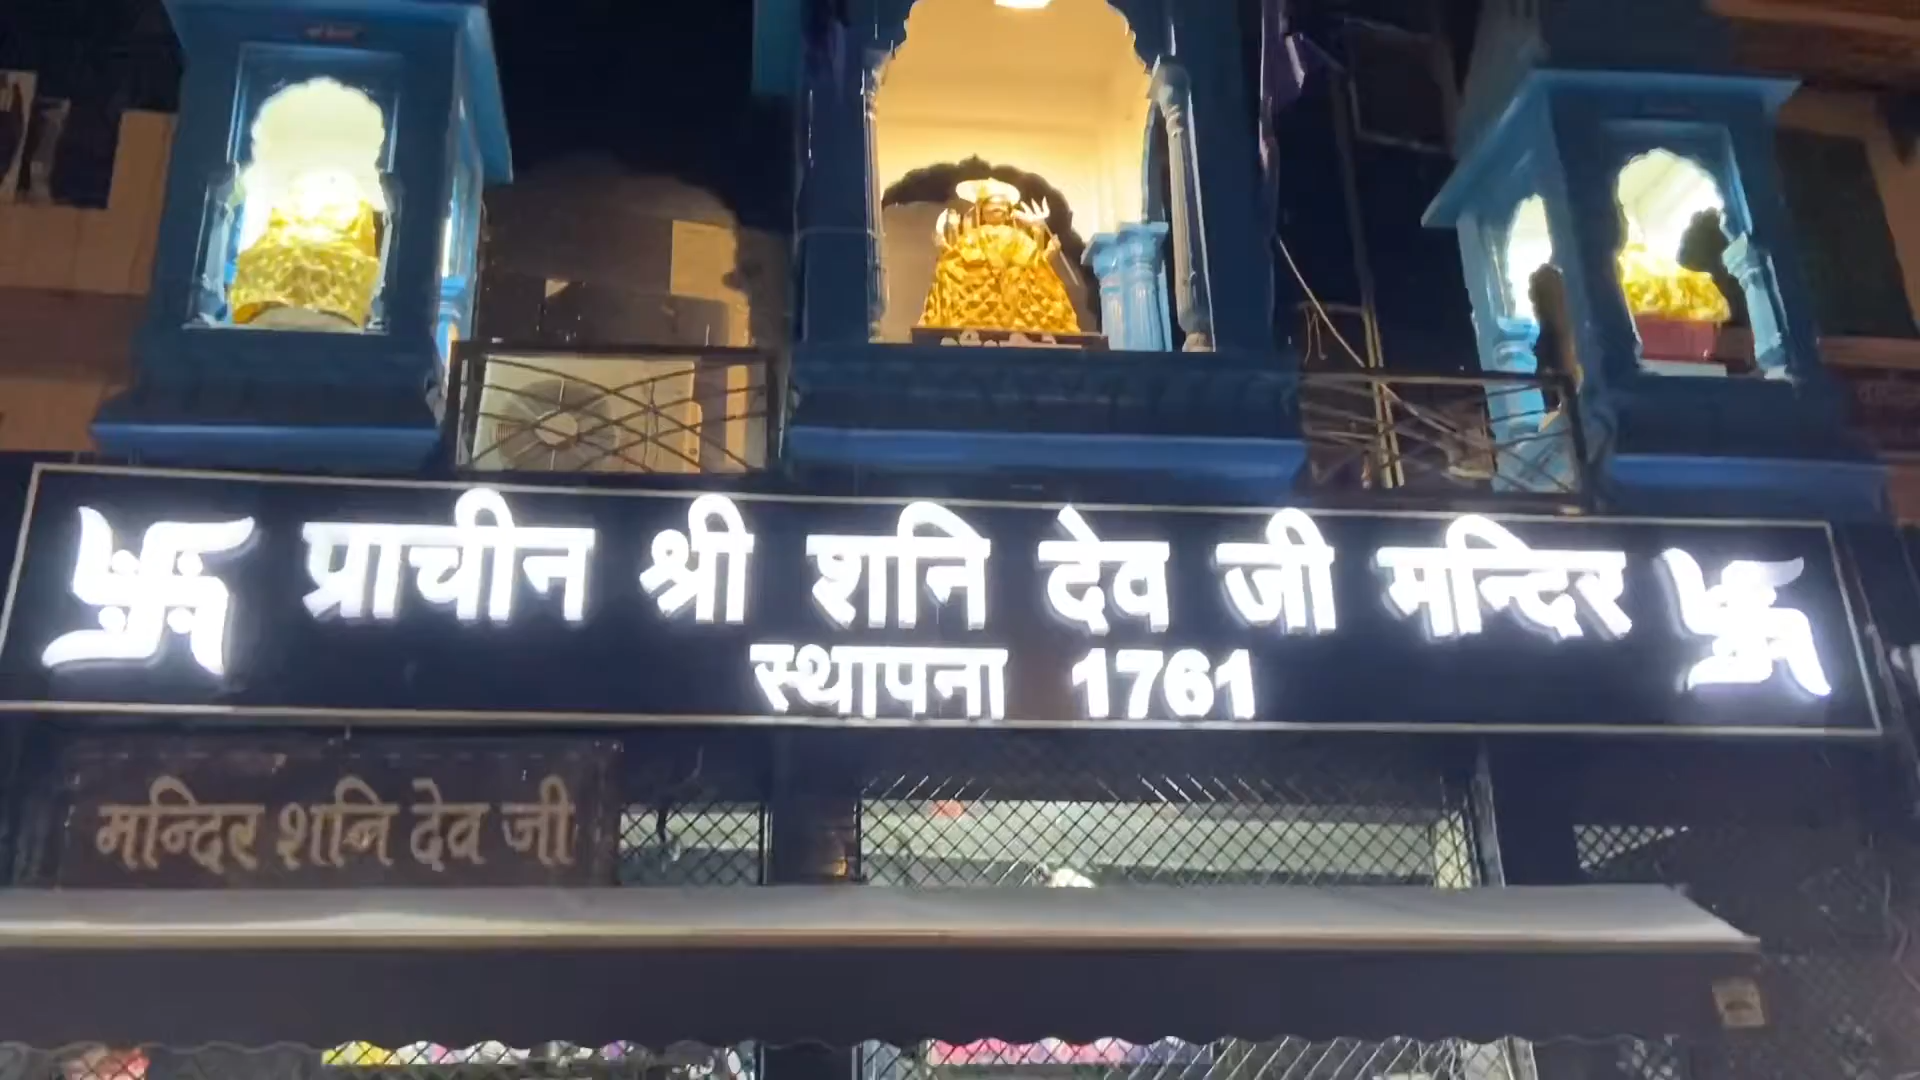 प्राचीन श्री शनि देव जी मन्दिर
स्थापना 1761
मन्दिर शनि देव जी